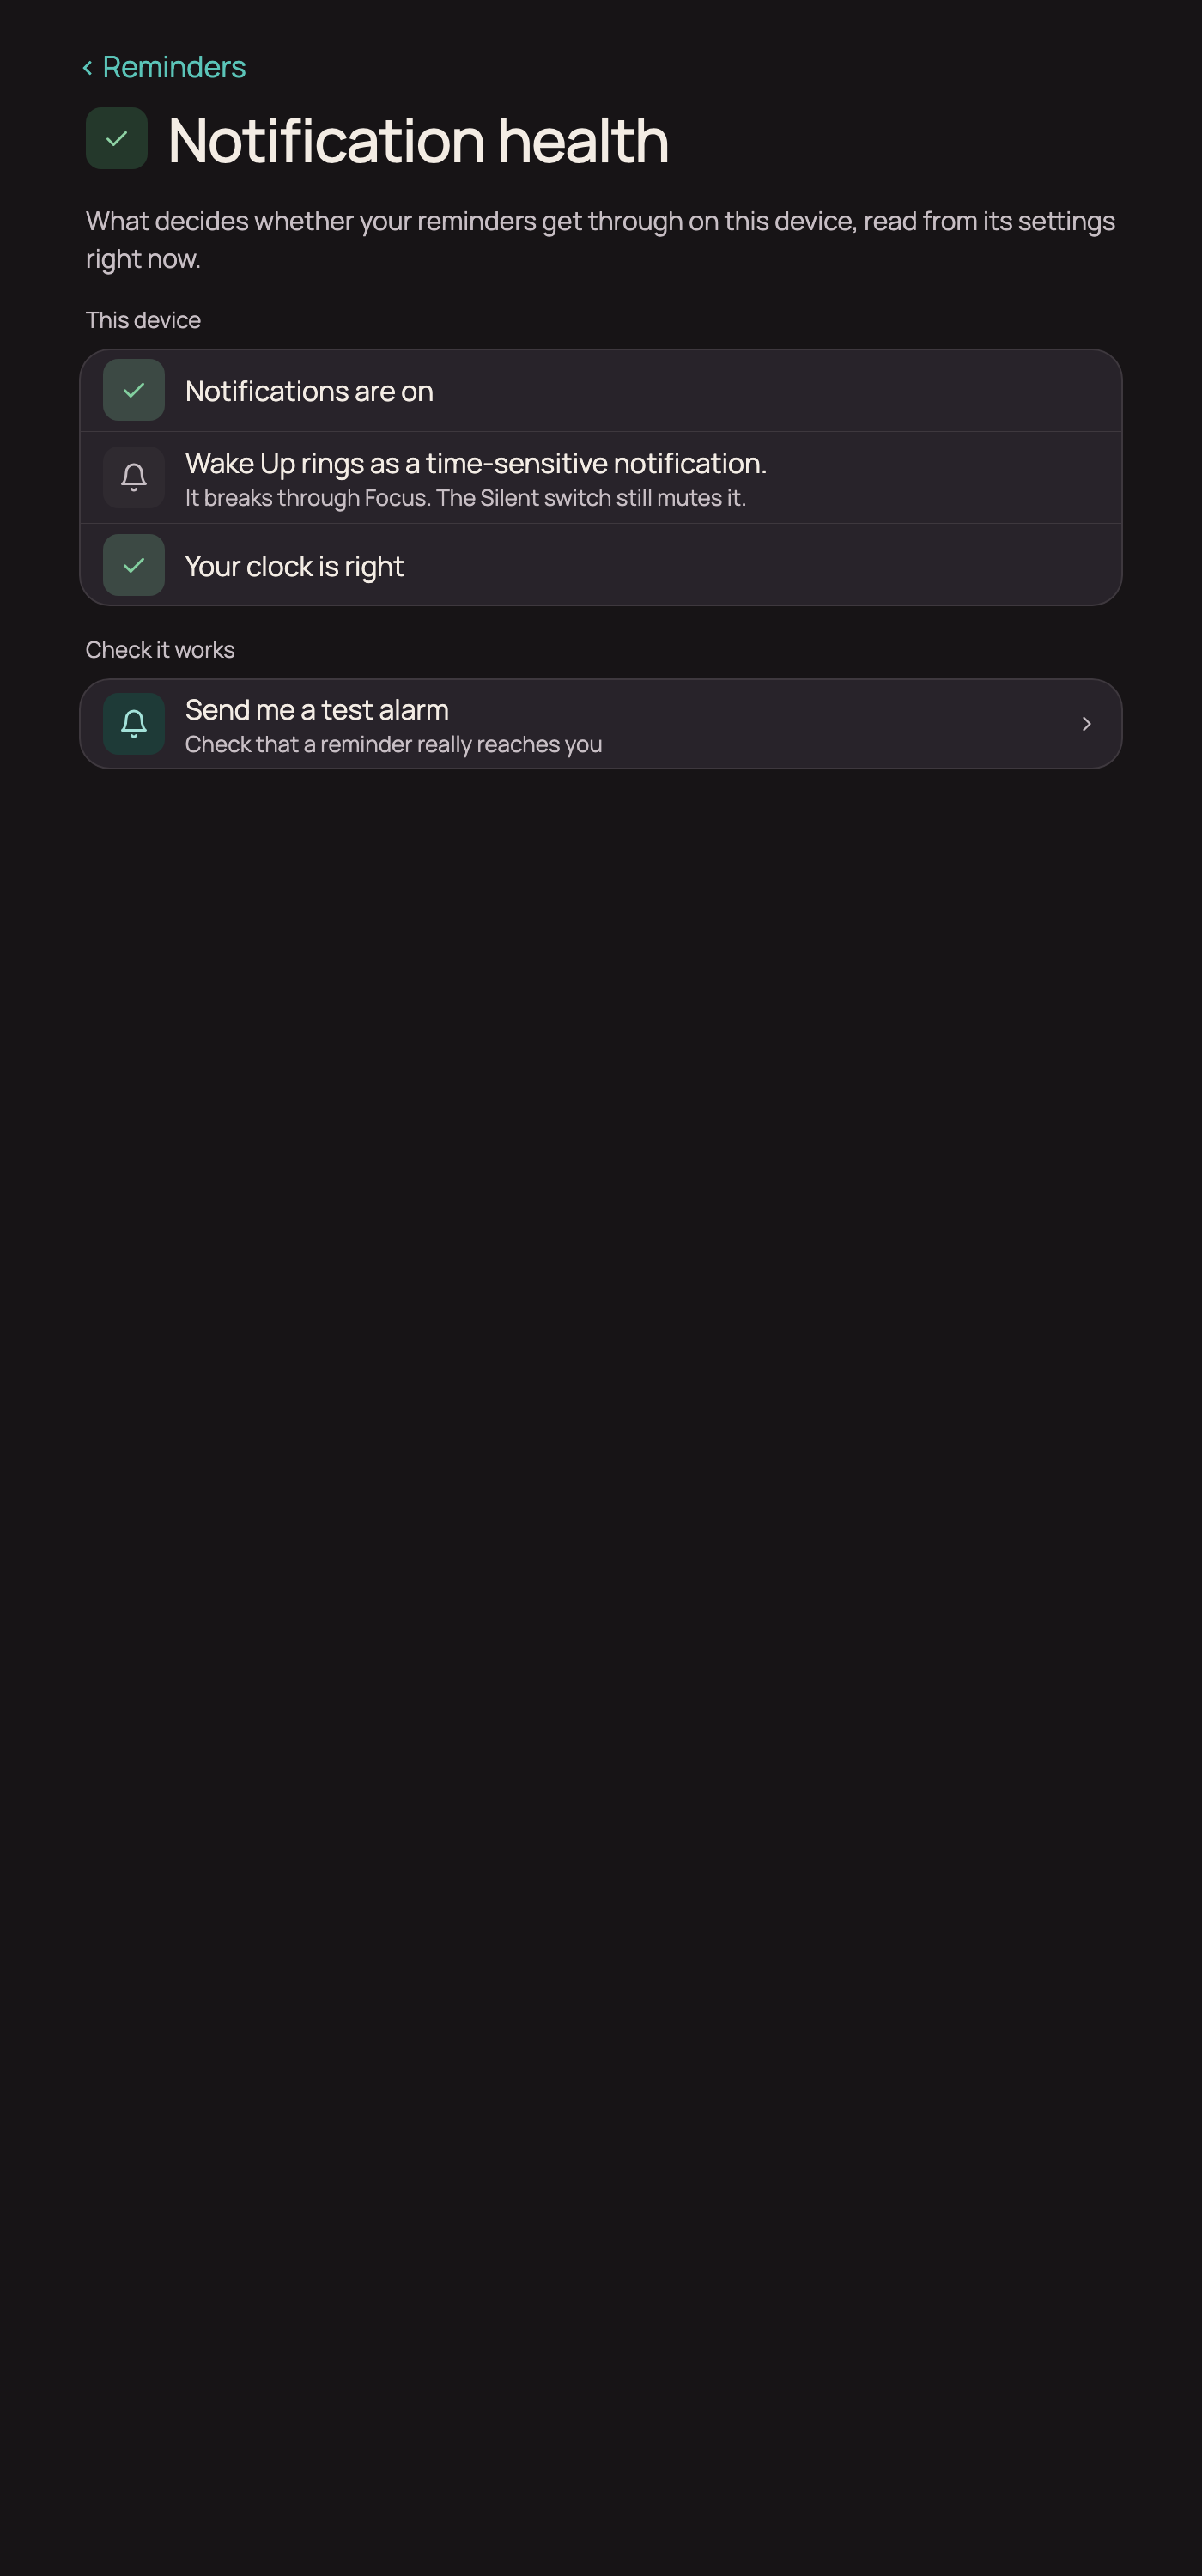 Reminders
Notification health
What decides whether your reminders get through on this device, read from its settings
right now.
This device
Notifications are on
Wake Up rings as a time-sensitive notification.
It breaks through Focus. The Silent switch still mutes it.
Your clock is right
Check it works
Send me a test alarm
Check that a reminder really reaches you